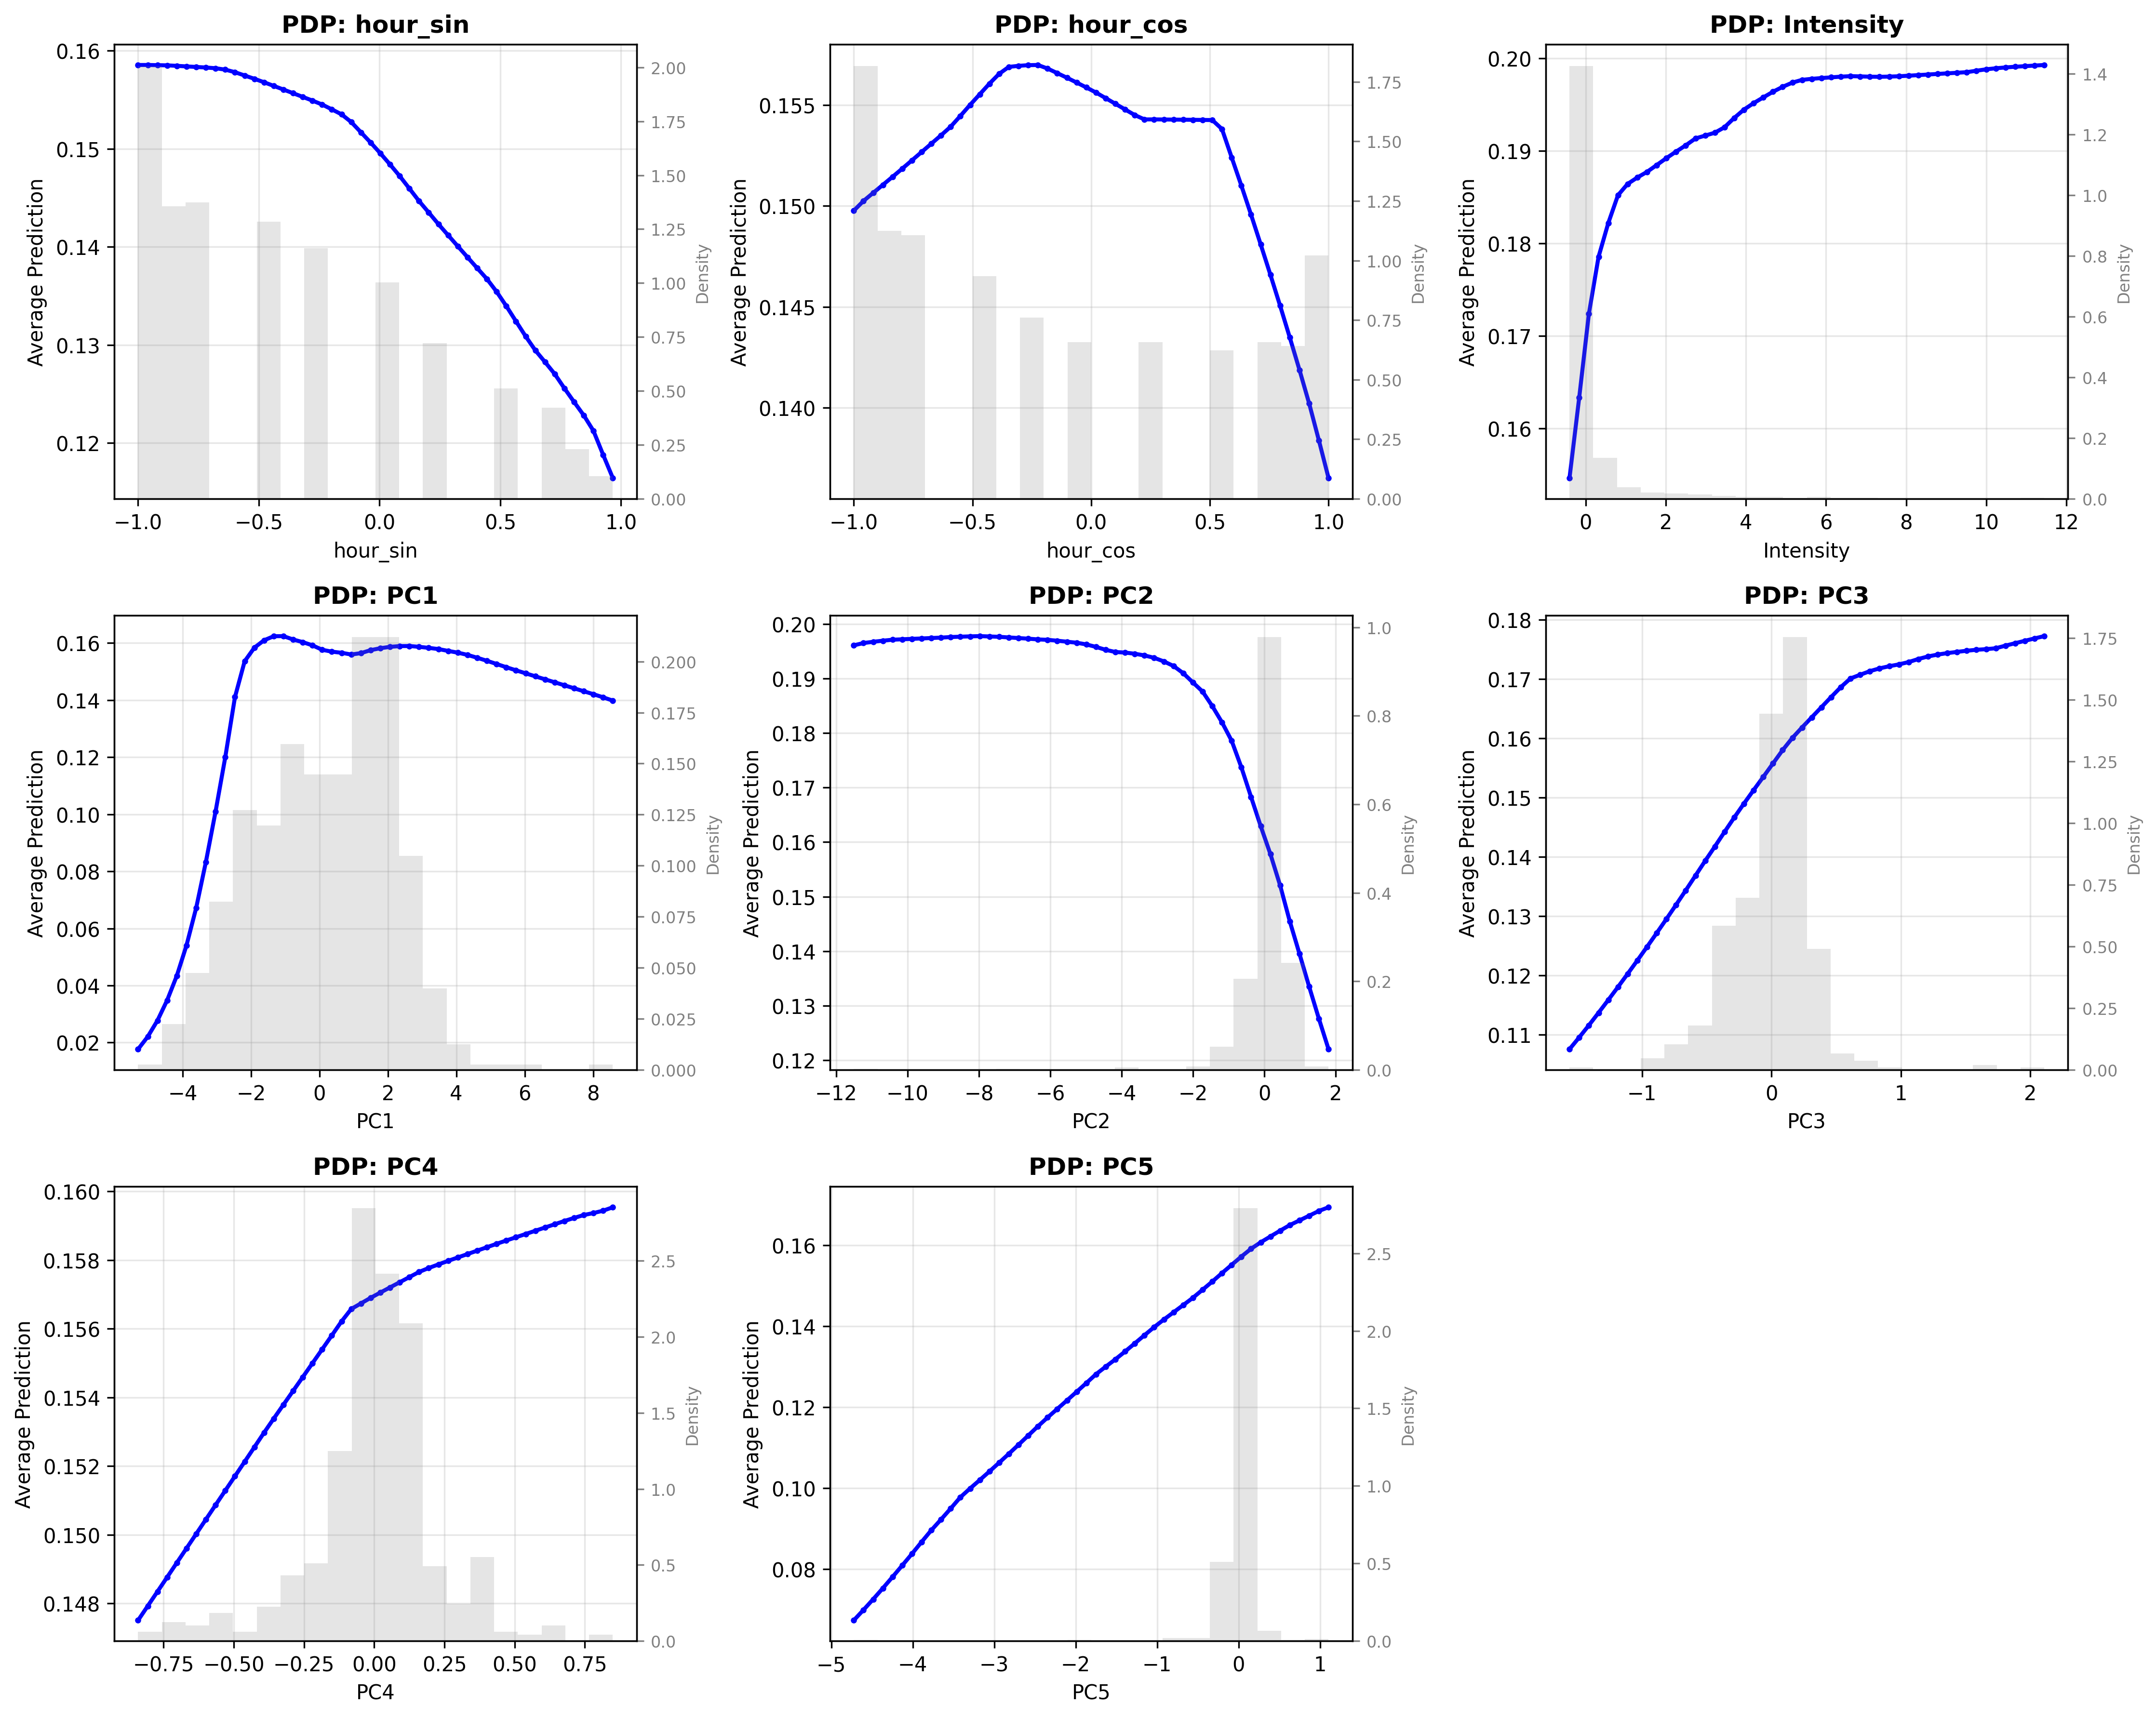 PDP: hour_sin
0.16
0.15
0.14
0.13
0.12
Average Prediction
2.00
1.75
1.50
1.25
1.00
0.75
0.50
0.25
0.00
Density
−1.0 −0.5 0.0 0.5 1.0
hour_sin
PDP: hour_cos
0.155
0.150
0.145
0.140
Average Prediction
1.75
1.50
1.25
1.00
0.75
0.50
0.25
0.00
Density
−1.0 −0.5 0.0 0.5 1.0
hour_cos
PDP: Intensity
0.20
0.19
0.18
0.17
0.16
Average Prediction
1.4
1.2
1.0
0.8
0.6
0.4
0.2
0.0
Density
0 2 4 6 8 10 12
Intensity
PDP: PC1
0.16
0.14
0.12
0.10
0.08
0.06
0.04
0.02
Average Prediction
0.200
0.175
0.150
0.125
0.100
0.075
0.050
0.025
0.000
Density
−4 −2 0 2 4 6 8
PC1
PDP: PC2
0.20
0.19
0.18
0.17
0.16
0.15
0.14
0.13
0.12
Average Prediction
1.0
0.8
0.6
0.4
0.2
0.0
Density
−12 −10 −8 −6 −4 −2 0 2
PC2
PDP: PC3
0.18
0.17
0.16
0.15
0.14
0.13
0.12
0.11
Average Prediction
1.75
1.50
1.25
1.00
0.75
0.50
0.25
0.00
Density
−1 0 1 2
PC3
PDP: PC4
0.160
0.158
0.156
0.154
0.152
0.150
0.148
Average Prediction
2.5
2.0
1.5
1.0
0.5
0.0
Density
−0.75 −0.50 −0.25 0.00 0.25 0.50 0.75
PC4
PDP: PC5
0.16
0.14
0.12
0.10
0.08
Average Prediction
2.5
2.0
1.5
1.0
0.5
0.0
Density
−5 −4 −3 −2 −1 0 1
PC5